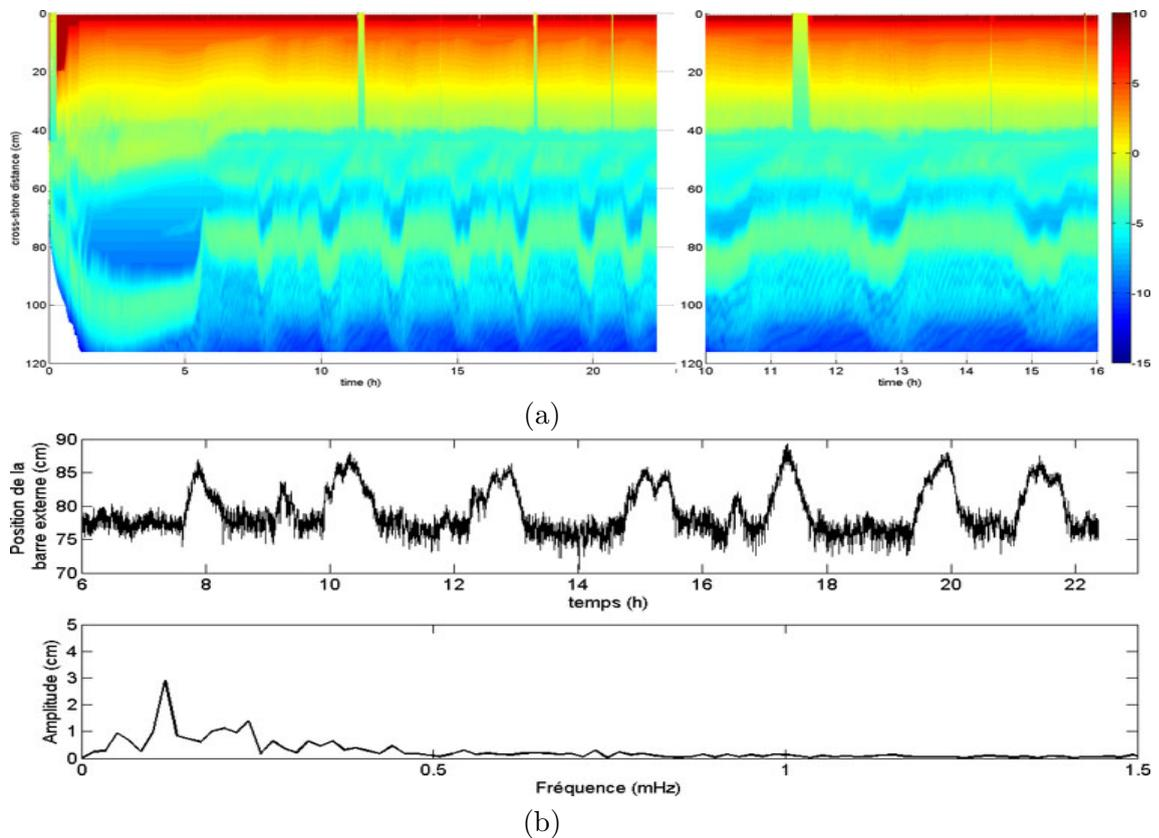 cross-shore distance (cm)
0
20
40
60
80
100
120
0 5 10 15 20
time (h)
0
20
40
60
80
100
120
10 11 12 13 14 15 16
time (h)
10
5
0
-5
-10
-15
(a)
Position de la
barre externe (cm)
90
85
80
75
70
6 8 10 12 14 16 18 20 22
temps (h)
Amplitude (cm)
5
4
3
2
1
0
0 0.5 1 1.5
Fréquence (mHz)
(b)